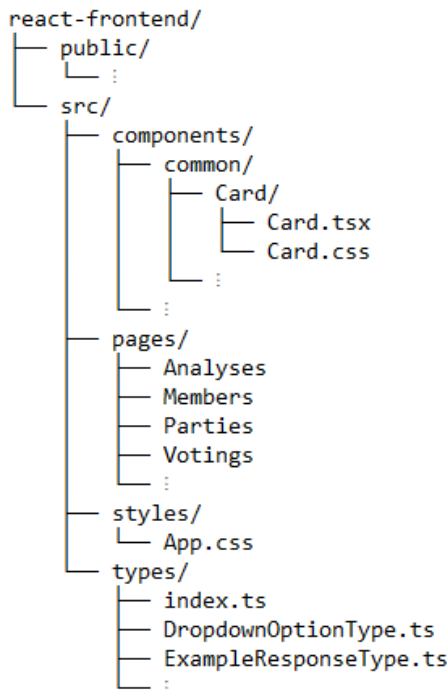 react-frontend/
├── public/
│   └── ⋮
└── src/
    ├── components/
    │   ├── common/
    │   │   ├── Card/
    │   │   │   ├── Card.tsx
    │   │   │   └── Card.css
    │   │   └── ⋮
    │   └── ⋮
    ├── pages/
    │   ├── Analyses
    │   ├── Members
    │   ├── Parties
    │   ├── Votings
    │   └── ⋮
    ├── styles/
    │   └── App.css
    └── types/
        ├── index.ts
        ├── DropdownOptionType.ts
        ├── ExampleResponseType.ts
        └── ⋮